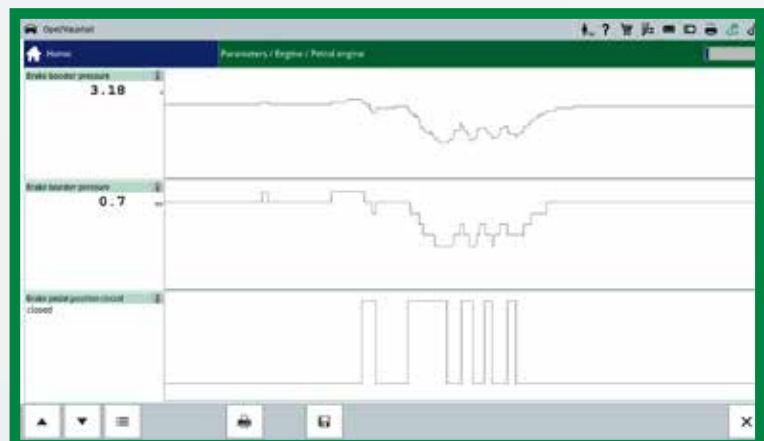 Opel/Vauxhall
Home
Parameters / Engine / Petrol engine
Brake booster pressure
3.18
Brake booster pressure
0.7
Brake pedal position circuit
closed